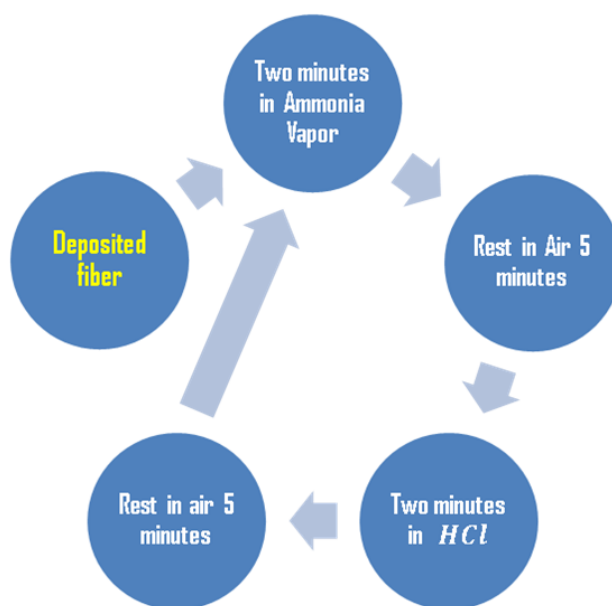 Two minutes
in Ammonia
Vapor
Deposited
fiber
Rest in Air 5
minutes
Rest in air 5
minutes
Two minutes
in HCl